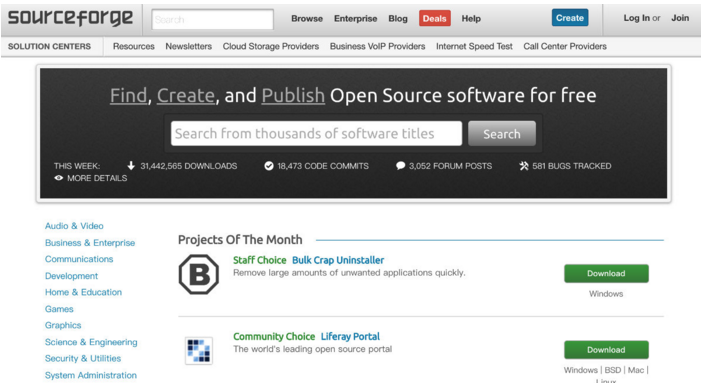 sourceforge
Search
Browse Enterprise Blog Deals Help
Create
Log In or Join
SOLUTION CENTERS Resources Newsletters Cloud Storage Providers Business VoIP Providers Internet Speed Test Call Center Providers
Find, Create, and Publish Open Source software for free
Search from thousands of software titles
Search
THIS WEEK: 31,442,565 DOWNLOADS 18,473 CODE COMMITS 3,052 FORUM POSTS 581 BUGS TRACKED
MORE DETAILS
Audio & Video
Business & Enterprise
Communications
Development
Home & Education
Games
Graphics
Science & Engineering
Security & Utilities
System Administration
Projects Of The Month
B
Staff Choice Bulk Crap Uninstaller
Remove large amounts of unwanted applications quickly.
Download
Windows
Community Choice Liferay Portal
The world's leading open source portal
Download
Windows | BSD | Mac |
Linux